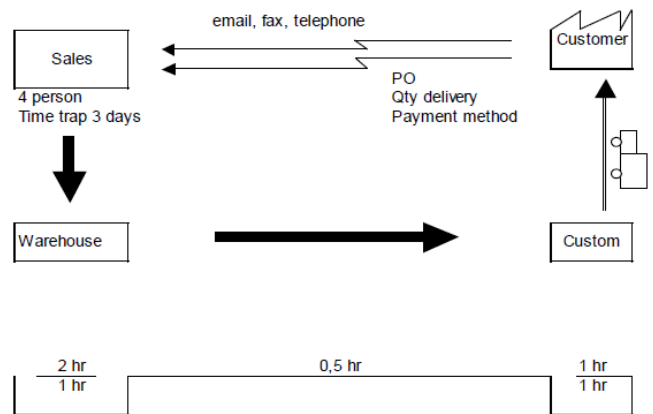 email, fax, telephone
Customer
Sales
PO
Qty delivery
Payment method
4 person
Time trap 3 days
Warehouse
Custom
2 hr
1 hr
0,5 hr
1 hr
1 hr